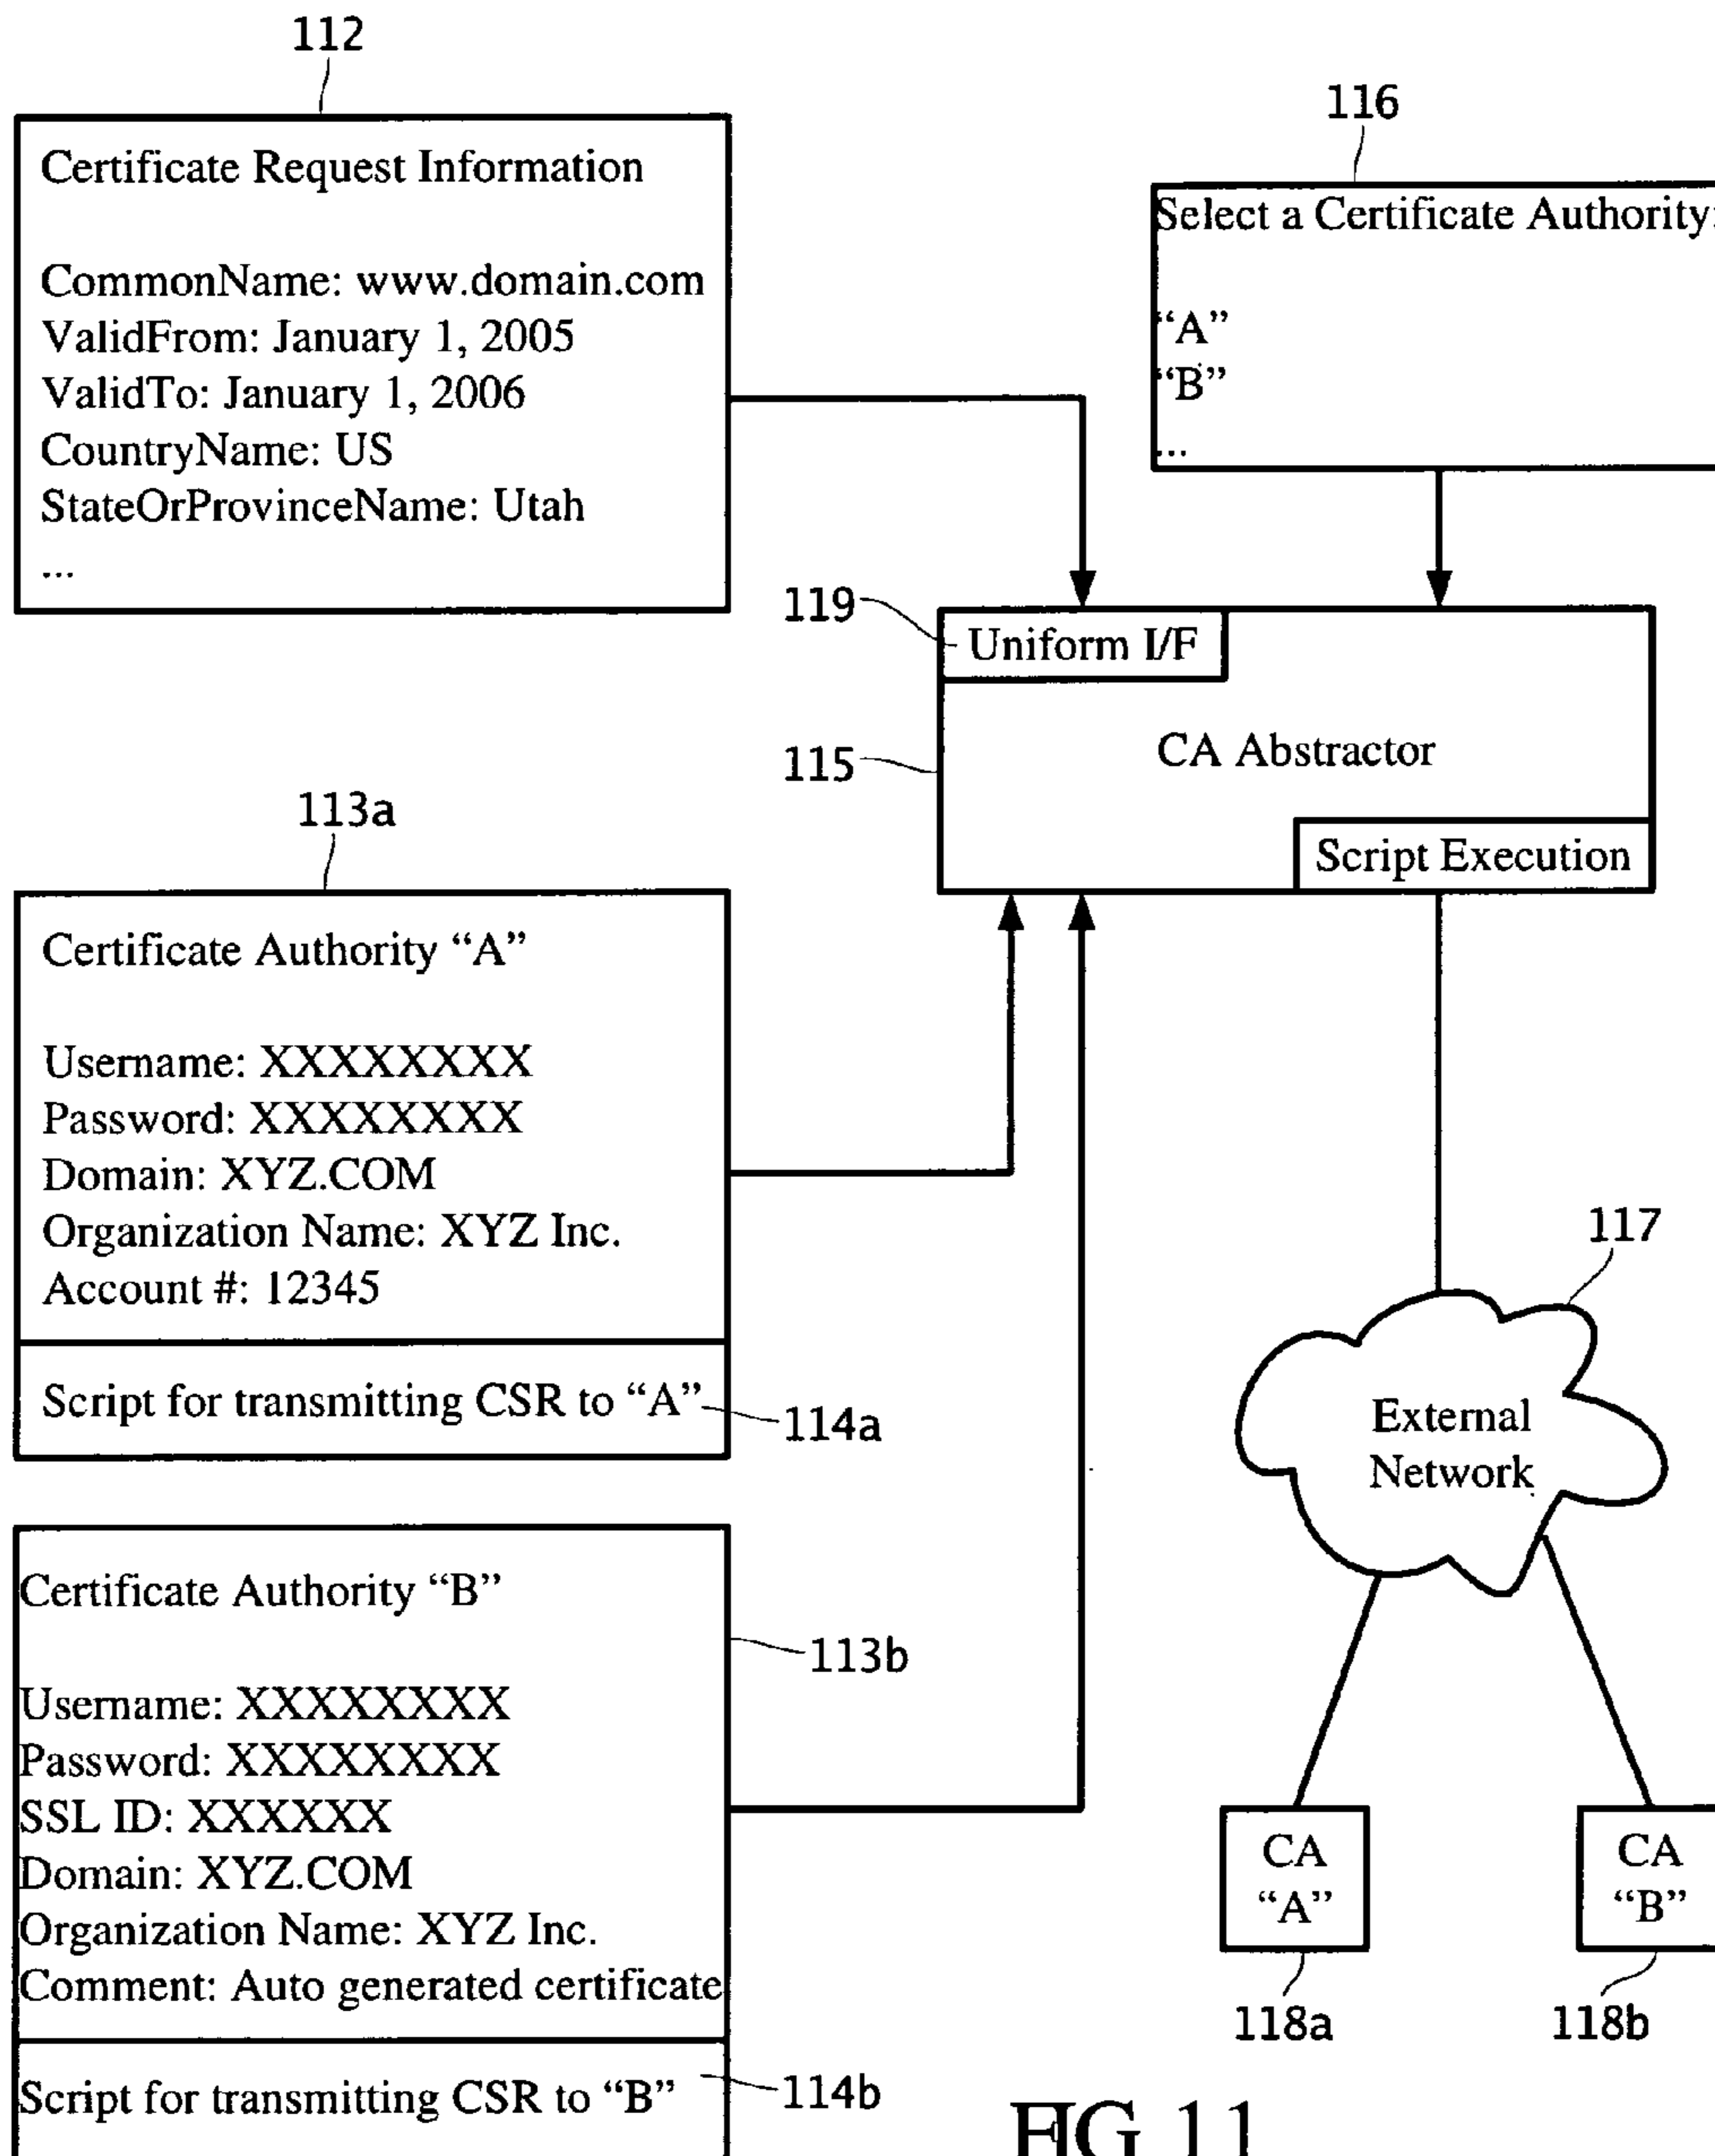 112
Certificate Request Information
CommonName: www.domain.com
ValidFrom: January 1, 2005
ValidTo: January 1, 2006
CountryName: US
StateOrProvinceName: Utah
...
116
Select a Certificate Authority:
“A”
“B”
...
119
Uniform I/F
115
CA Abstractor
Script Execution
113a
Certificate Authority “A”
Username: XXXXXXXX
Password: XXXXXXXX
Domain: XYZ.COM
Organization Name: XYZ Inc.
Account #: 12345
Script for transmitting CSR to “A”
114a
117
External
Network
Certificate Authority “B”
113b
Username: XXXXXXXX
Password: XXXXXXXX
SSL ID: XXXXXX
Domain: XYZ.COM
Organization Name: XYZ Inc.
Comment: Auto generated certificate
Script for transmitting CSR to “B”
114b
CA
“A”
118a
CA
“B”
118b
FIG 11